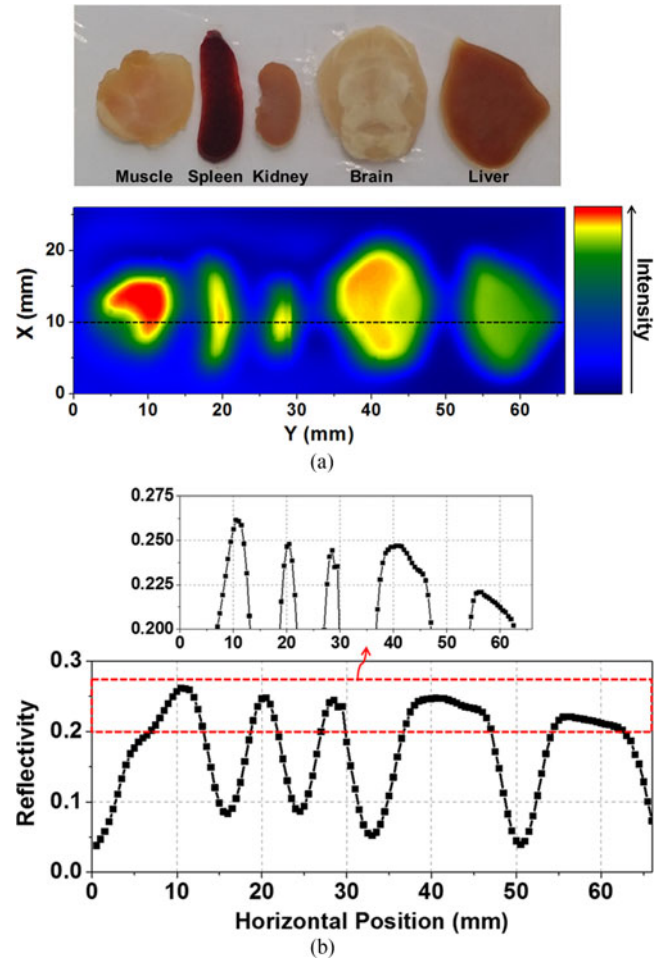 Muscle Spleen Kidney Brain Liver
20
10
0
X (mm)
0 10 20 30 40 50 60
Y (mm)
Intensity
(a)
0.275
0.250
0.225
0.200
0 10 20 30 40 50 60
0.3
0.2
0.1
0.0
Reflectivity
0 10 20 30 40 50 60
Horizontal Position (mm)
(b)